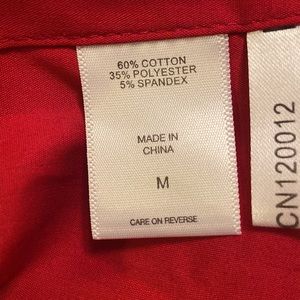 60% COTTON
35% POLYESTER
5% SPANDEX
MADE IN
CHINA
M
CARE ON REVERSE
CN120012